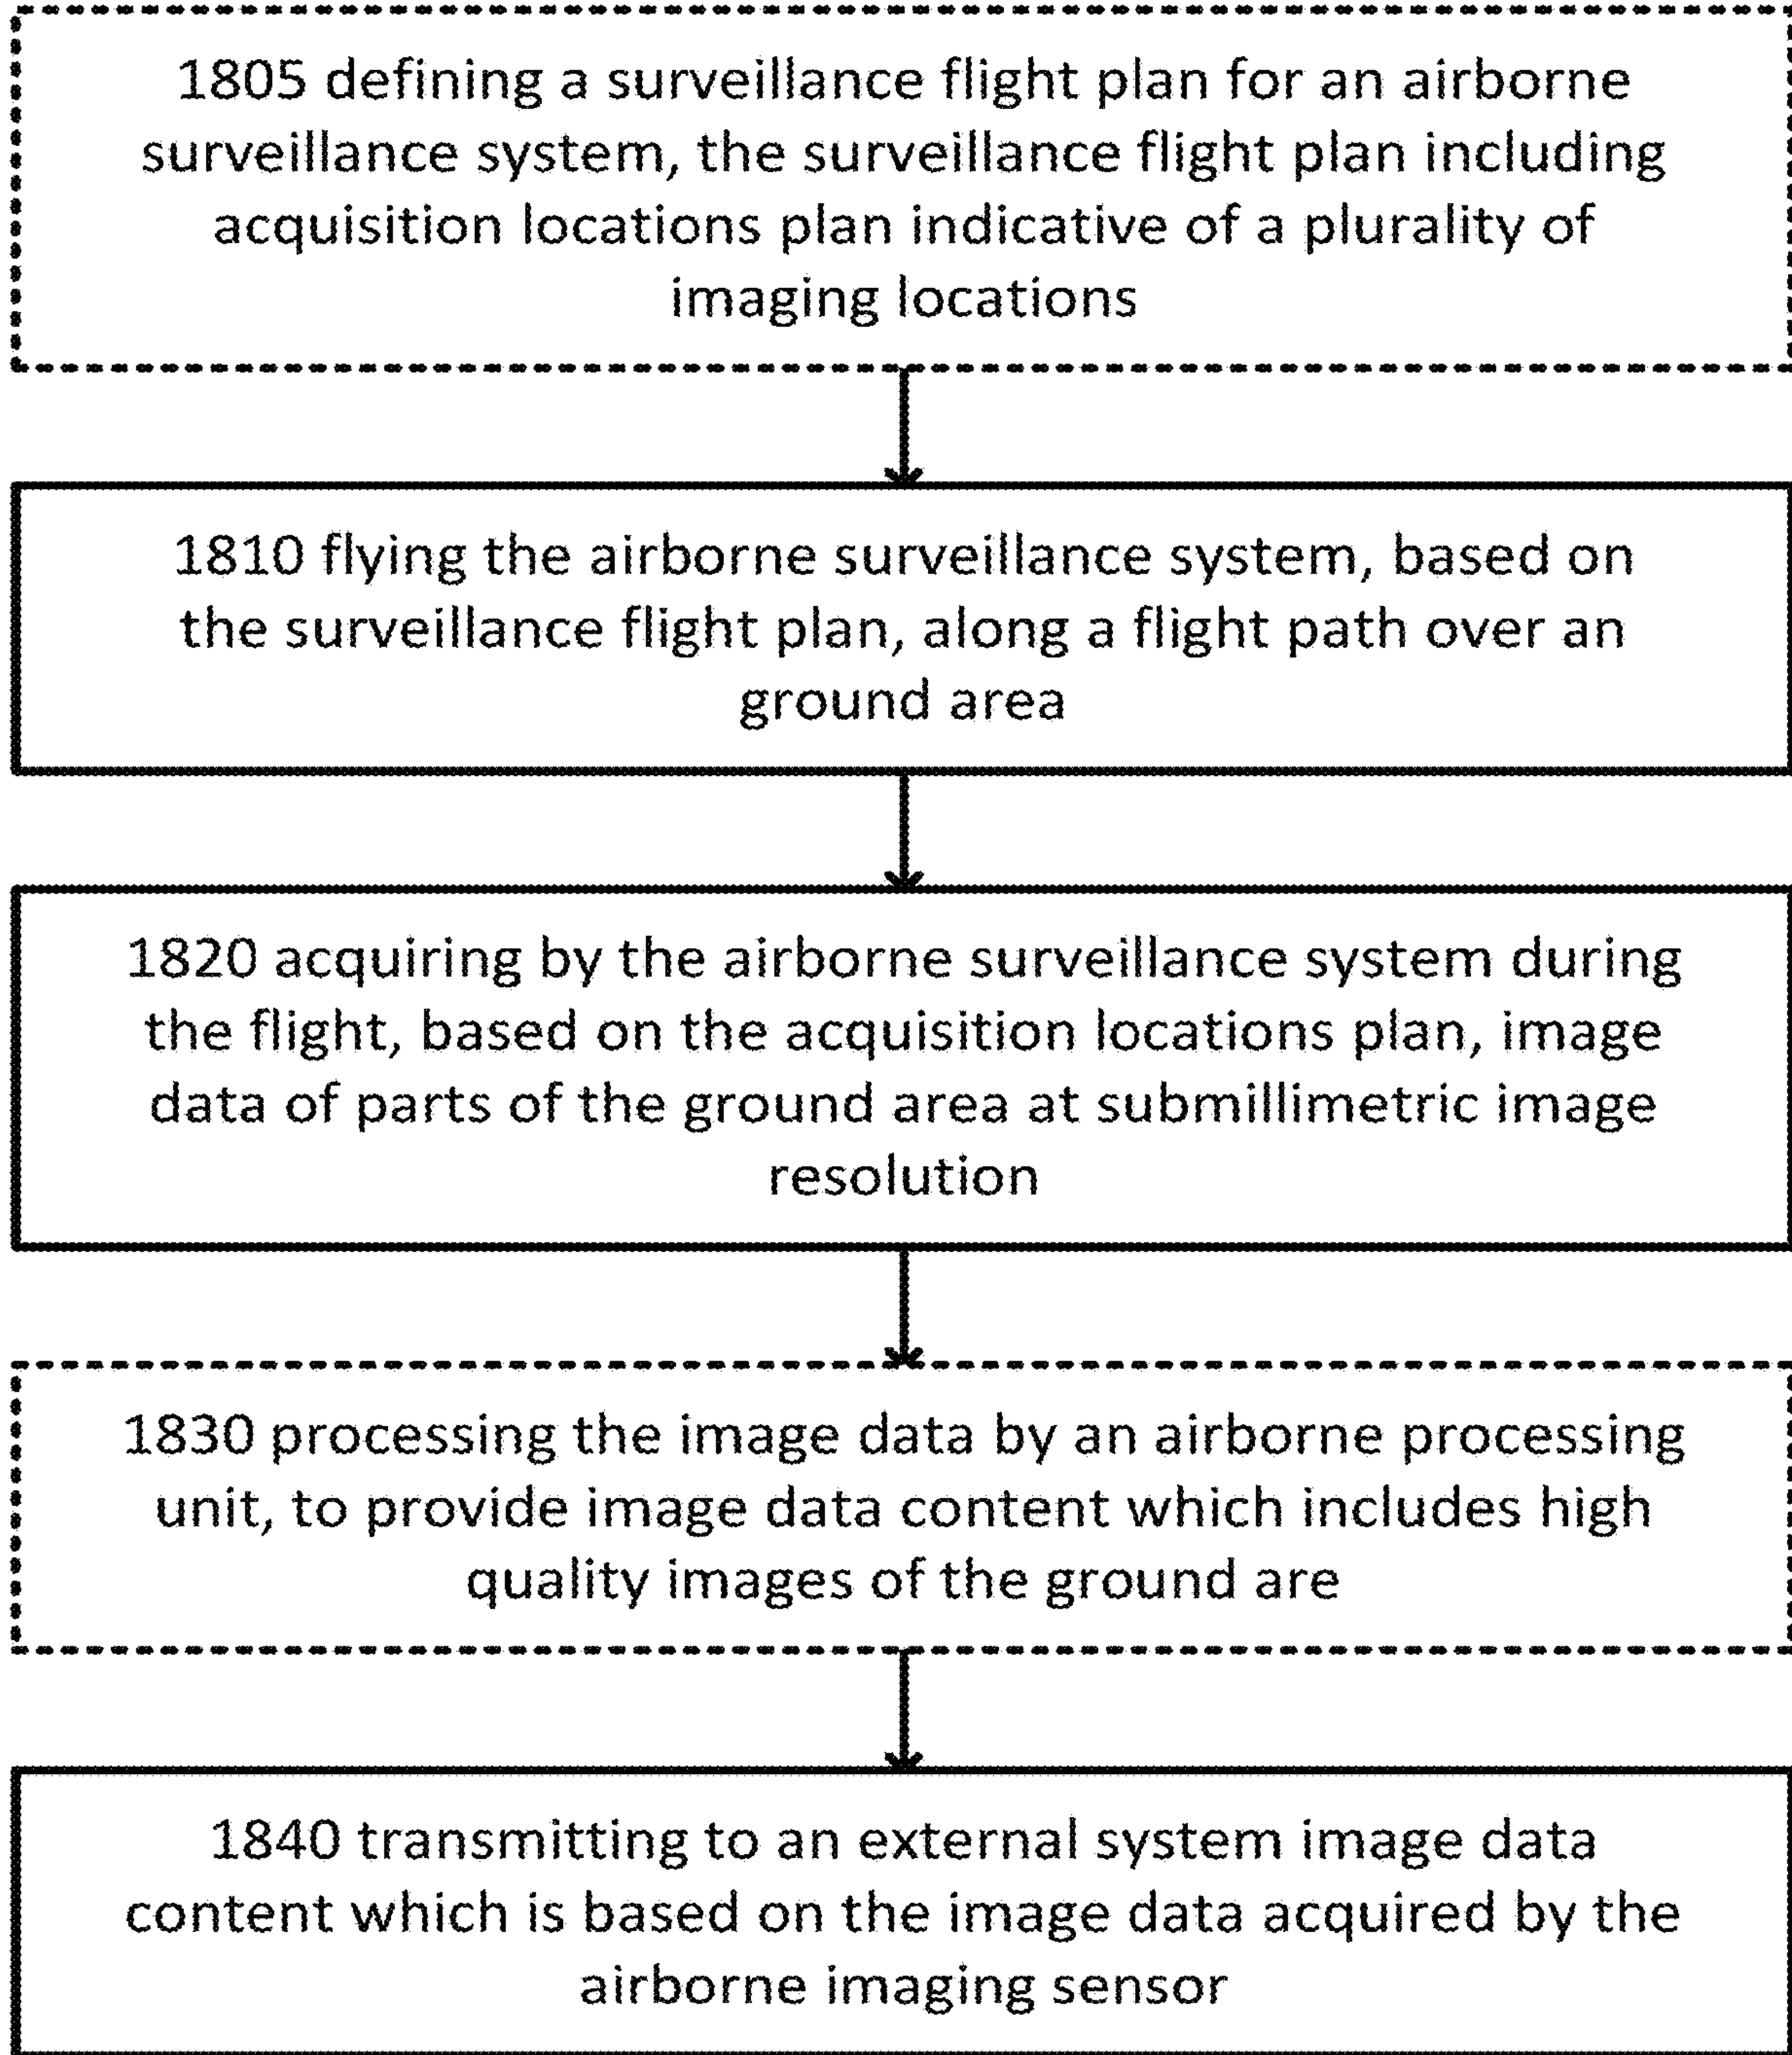 1805 defining a surveillance flight plan for an airborne
surveillance system, the surveillance flight plan including
acquisition locations plan indicative of a plurality of
imaging locations
1810 flying the airborne surveillance system, based on
the surveillance flight plan, along a flight path over an
ground area
1820 acquiring by the airborne surveillance system during
the flight, based on the acquisition locations plan, image
data of parts of the ground area at submillimetric image
resolution
1830 processing the image data by an airborne processing
unit, to provide image data content which includes high
quality images of the ground are
1840 transmitting to an external system image data
content which is based on the image data acquired by the
airborne imaging sensor